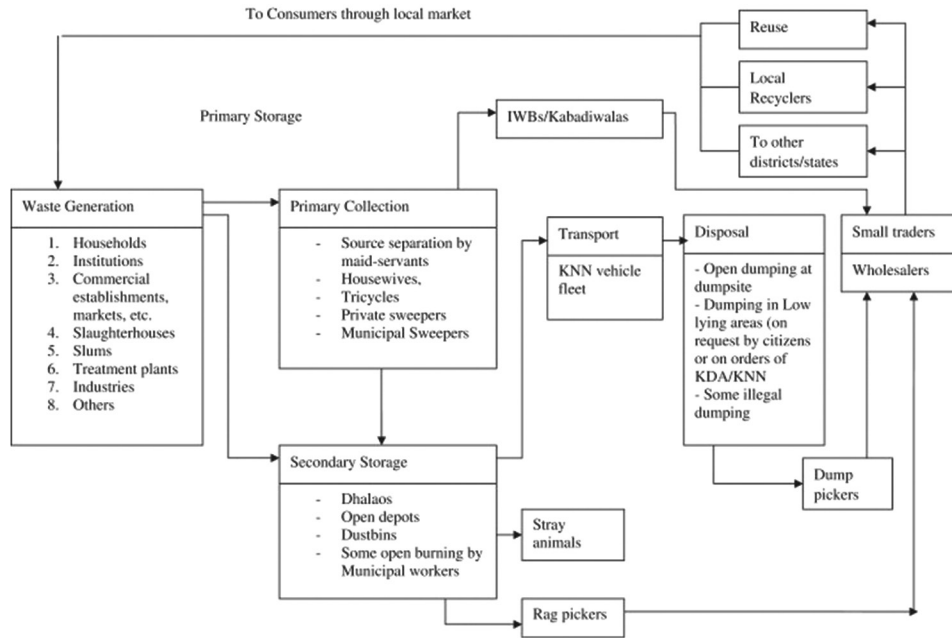 To Consumers through local market
Reuse
Local
Recyclers
To other
districts/states
Primary Storage
IWBs/Kabadiwalas
Waste Generation
1. Households
2. Institutions
3. Commercial
establishments,
markets, etc.
4. Slaughterhouses
5. Slums
6. Treatment plants
7. Industries
8. Others
Primary Collection
- Source separation by
maid-servants
- Housewives,
- Tricycles
- Private sweepers
- Municipal Sweepers
Transport
KNN vehicle
fleet
Disposal
- Open dumping at
dumpsite
- Dumping in Low
lying areas (on
request by citizens
or on orders of
KDA/KNN
- Some illegal
dumping
Small traders
Wholesalers
Secondary Storage
- Dhalaos
- Open depots
- Dustbins
- Some open burning by
Municipal workers
Stray
animals
Dump
pickers
Rag pickers